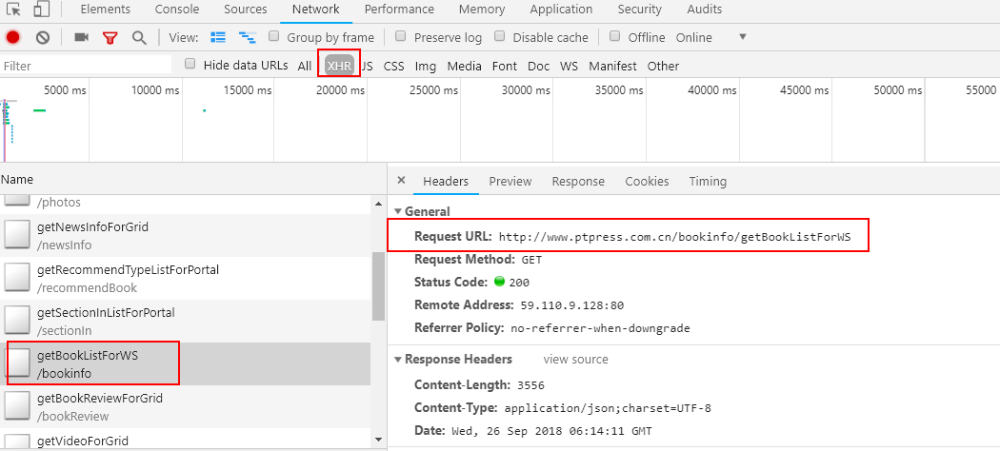 Elements Console Sources Network Performance Memory Application Security Audits
View: Group by frame Preserve log Disable cache Offline Online
Filter Hide data URLs All XHR JS CSS Img Media Font Doc WS Manifest Other
5000 ms 10000 ms 15000 ms 20000 ms 25000 ms 30000 ms 35000 ms 40000 ms 45000 ms 50000 ms 55000
Name
/photos
getNewsInfoForGrid
/newsInfo
getRecommendTypeListForPortal
/recommendBook
getSectionInListForPortal
/sectionIn
getBookListForWS
/bookinfo
getBookReviewForGrid
/bookReview
getVideoForGrid
× Headers Preview Response Cookies Timing
General
Request URL: http://www.ptpress.com.cn/bookinfo/getBookListForWS
Request Method: GET
Status Code: 200
Remote Address: 59.110.9.128:80
Referrer Policy: no-referrer-when-downgrade
Response Headers view source
Content-Length: 3556
Content-Type: application/json;charset=UTF-8
Date: Wed, 26 Sep 2018 06:14:11 GMT